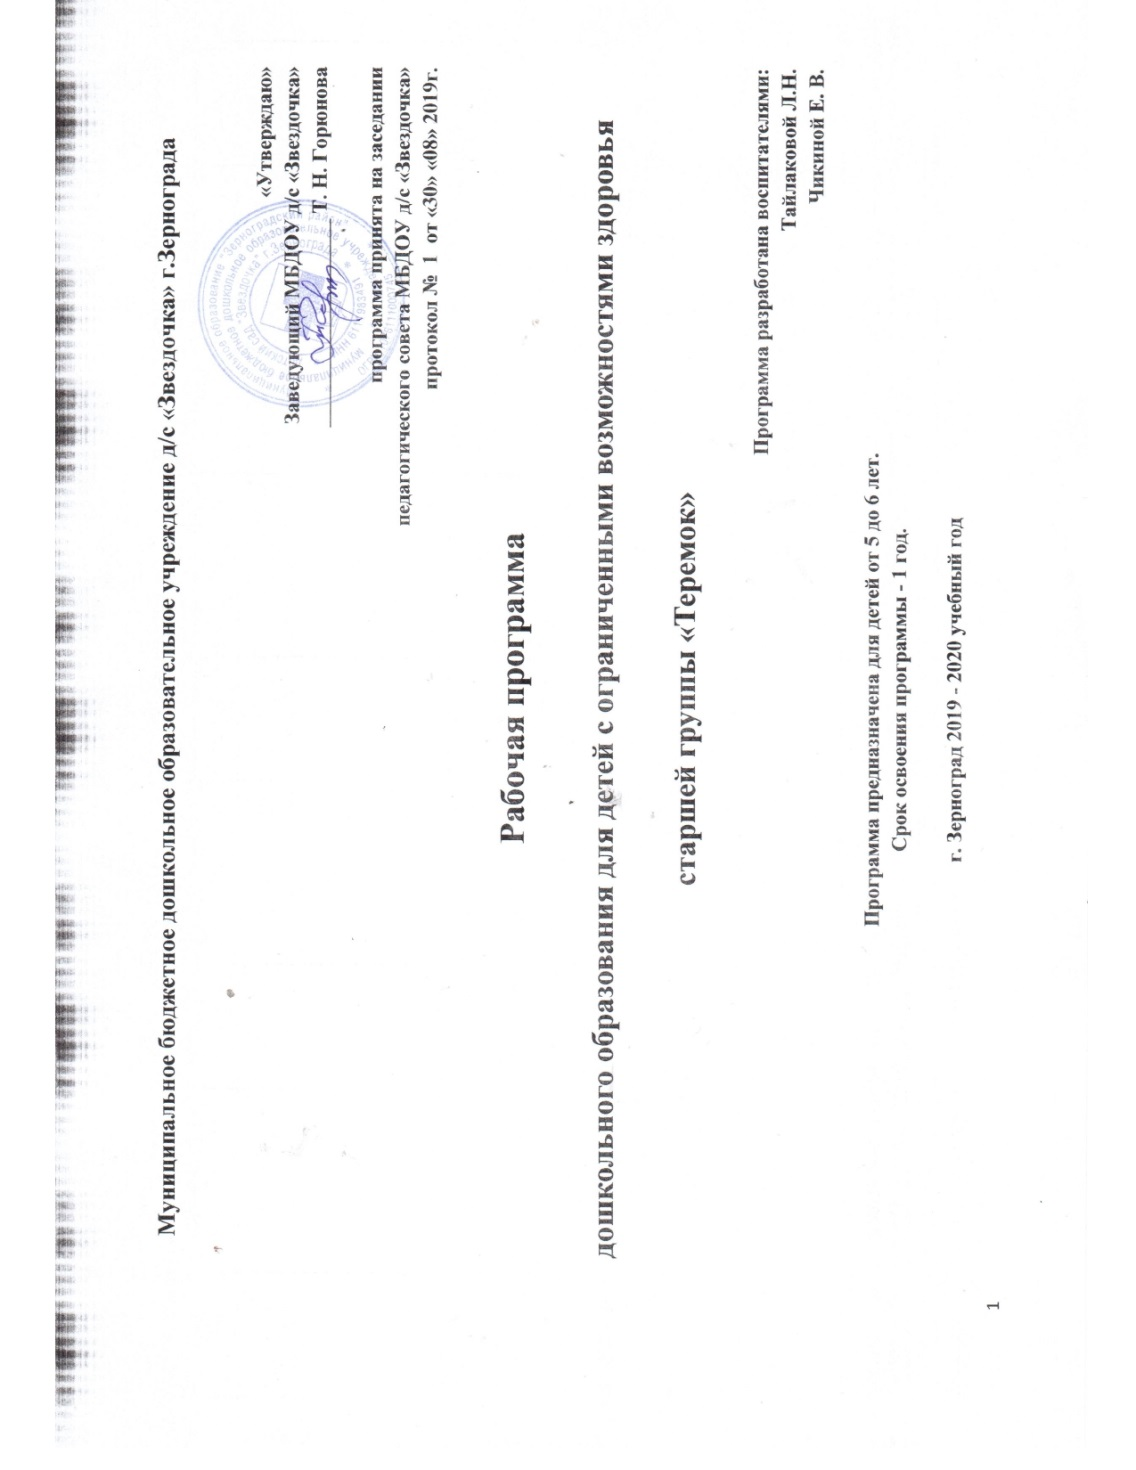 Муниципальное бюджетное дошкольное образовательное учреждение д/с «Звездочка» г.Зернограда
«Утверждаю»
Заведующий МБДОУ д/с «Звездочка»
Т. Н. Горюнова
программа принята на заседании
педагогического совета МБДОУ д/с «Звездочка»
протокол № 1 от «30» «08» 2019г.
Рабочая программа
дошкольного образования для детей с ограниченными возможностями здоровья
старшей группы «Теремок»
Программа разработана воспитателями:
Тайлаковой Л.Н.
Чикиной Е. В.
Программа предназначена для детей от 5 до 6 лет.
Срок освоения программы - 1 год.
г. Зерноград 2019 - 2020 учебный год
1